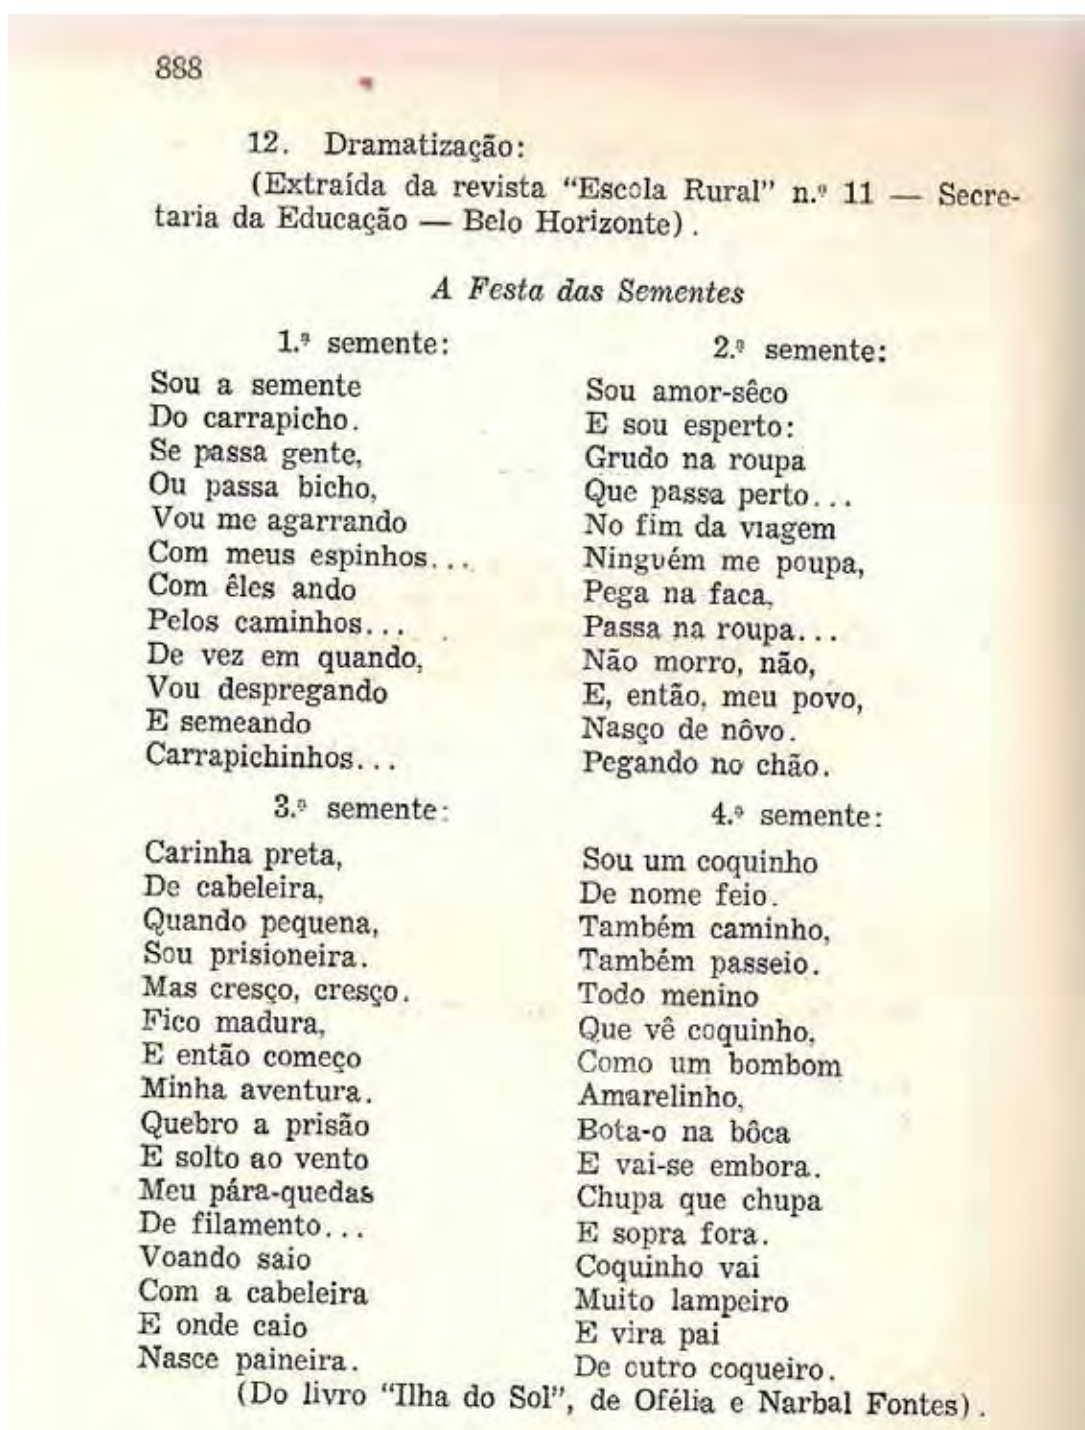 888
12. Dramatização:
(Extraída da revista “Escola Rural” n.º 11 — Secre-
taria da Educação — Belo Horizonte).
A Festa das Sementes
1.ª semente:
Sou a semente
Do carrapicho.
Se passa gente,
Ou passa bicho,
Vou me agarrando
Com meus espinhos...
Com êles ando
Pelos caminhos...
De vez em quando,
Vou despregando
E semeando
Carrapichinhos...
2.ª semente:
Sou amor-sêco
E sou esperto:
Grudo na roupa
Que passa perto...
No fim da viagem
Ninguém me poupa,
Pega na faca,
Passa na roupa...
Não morro, não,
E, então, meu povo,
Nasço de nôvo.
Pegando no chão.
3.ª semente:
Carinha preta,
De cabeleira,
Quando pequena,
Sou prisioneira.
Mas cresço, cresço.
Fico madura,
E então começo
Minha aventura.
Quebro a prisão
E solto ao vento
Meu pára-quedas
De filamento...
Voando saio
Com a cabeleira
E onde caio
Nasce paineira.
4.ª semente:
Sou um coquinho
De nome feio.
Também caminho,
Também passeio.
Todo menino
Que vê coquinho,
Como um bombom
Amarelinho,
Bota-o na bôca
E vai-se embora.
Chupa que chupa
E sopra fora.
Coquinho vai
Muito lampeiro
E vira pai
De outro coqueiro.
(Do livro “Ilha do Sol”, de Ofélia e Narbal Fontes).